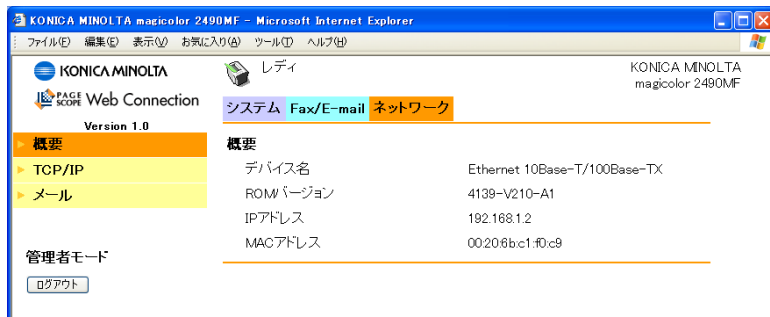 KONICA MINOLTA magicolor 2490MF - Microsoft Internet Explorer
ファイル(F) 編集(E) 表示(V) お気に入り(A) ツール(T) ヘルプ(H)
KONICA MINOLTA
PAGE SCOPE Web Connection
Version 1.0
レディ
KONICA MINOLTA
magicolor 2490MF
システム Fax/E-mail ネットワーク
概要
TCP/IP
メール
管理者モード
ログアウト
概要
デバイス名 Ethernet 10Base-T/100Base-TX
ROMバージョン 4139-V210-A1
IPアドレス 192.168.1.2
MACアドレス 00:20:6b:c1:f0:c9